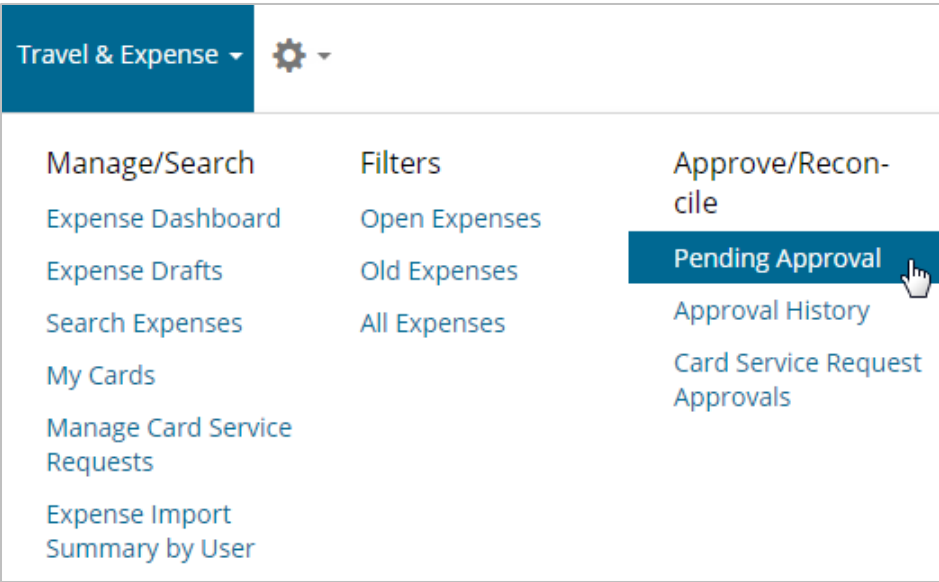 Travel & Expense
Manage/Search
Expense Dashboard
Expense Drafts
Search Expenses
My Cards
Manage Card Service
Requests
Expense Import
Summary by User
Filters
Open Expenses
Old Expenses
All Expenses
Approve/Recon-
cile
Pending Approval
Approval History
Card Service Request
Approvals